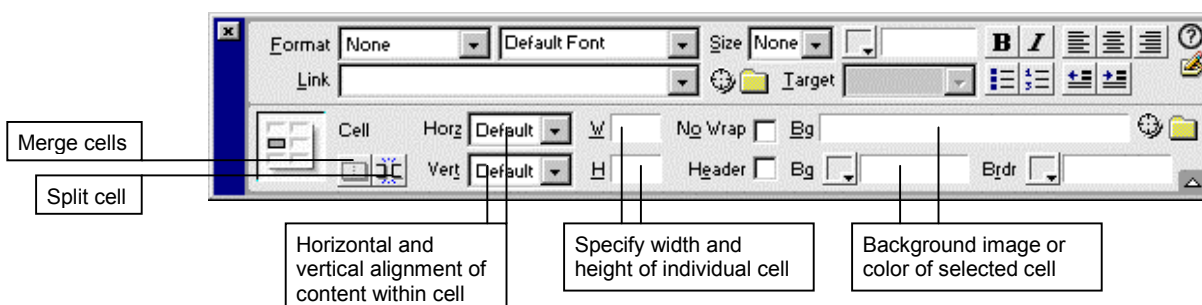 Format None Default Font Size None B I
Link Target
Cell Horz Default W No Wrap Bg
Vert Default H Header Bg Brdr
Merge cells
Split cell
Horizontal and
vertical alignment of
content within cell
Specify width and
height of individual cell
Background image or
color of selected cell